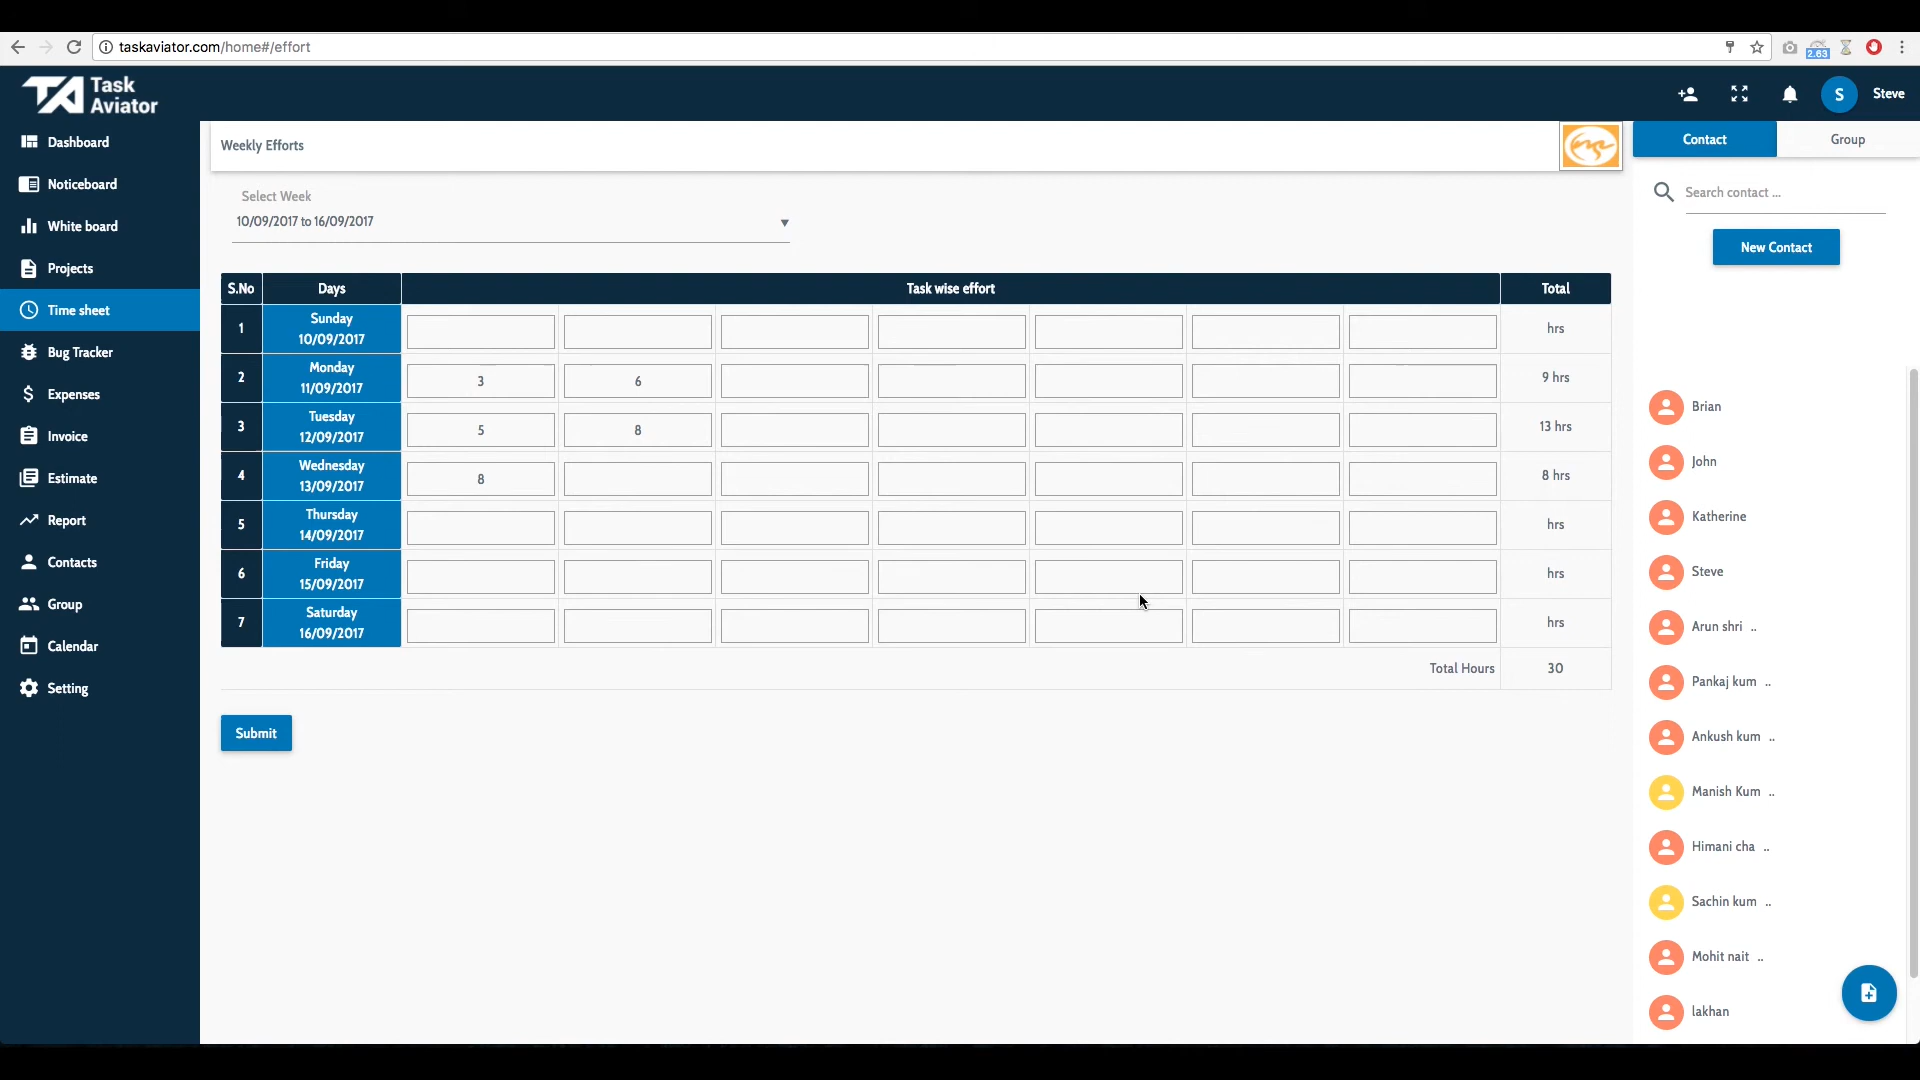 taskaviator.com/home#/effort
2.63
TA Task
Aviator
S Steve
Dashboard
Noticeboard
White board
Projects
Time sheet
Bug Tracker
Expenses
Invoice
Estimate
Report
Contacts
Group
Calendar
Setting
Weekly Efforts
Select Week
10/09/2017 to 16/09/2017
S.No Days Task wise effort Total
1 Sunday 10/09/2017 hrs
2 Monday 11/09/2017 3 6 9 hrs
3 Tuesday 12/09/2017 5 8 13 hrs
4 Wednesday 13/09/2017 8 8 hrs
5 Thursday 14/09/2017 hrs
6 Friday 15/09/2017 hrs
7 Saturday 16/09/2017 hrs
Total Hours 30
Submit
Contact Group
Search contact ...
New Contact
Brian
John
Katherine
Steve
Arun shri ..
Pankaj kum ..
Ankush kum ..
Manish Kum ..
Himani cha ..
Sachin kum ..
Mohit nait ..
lakhan